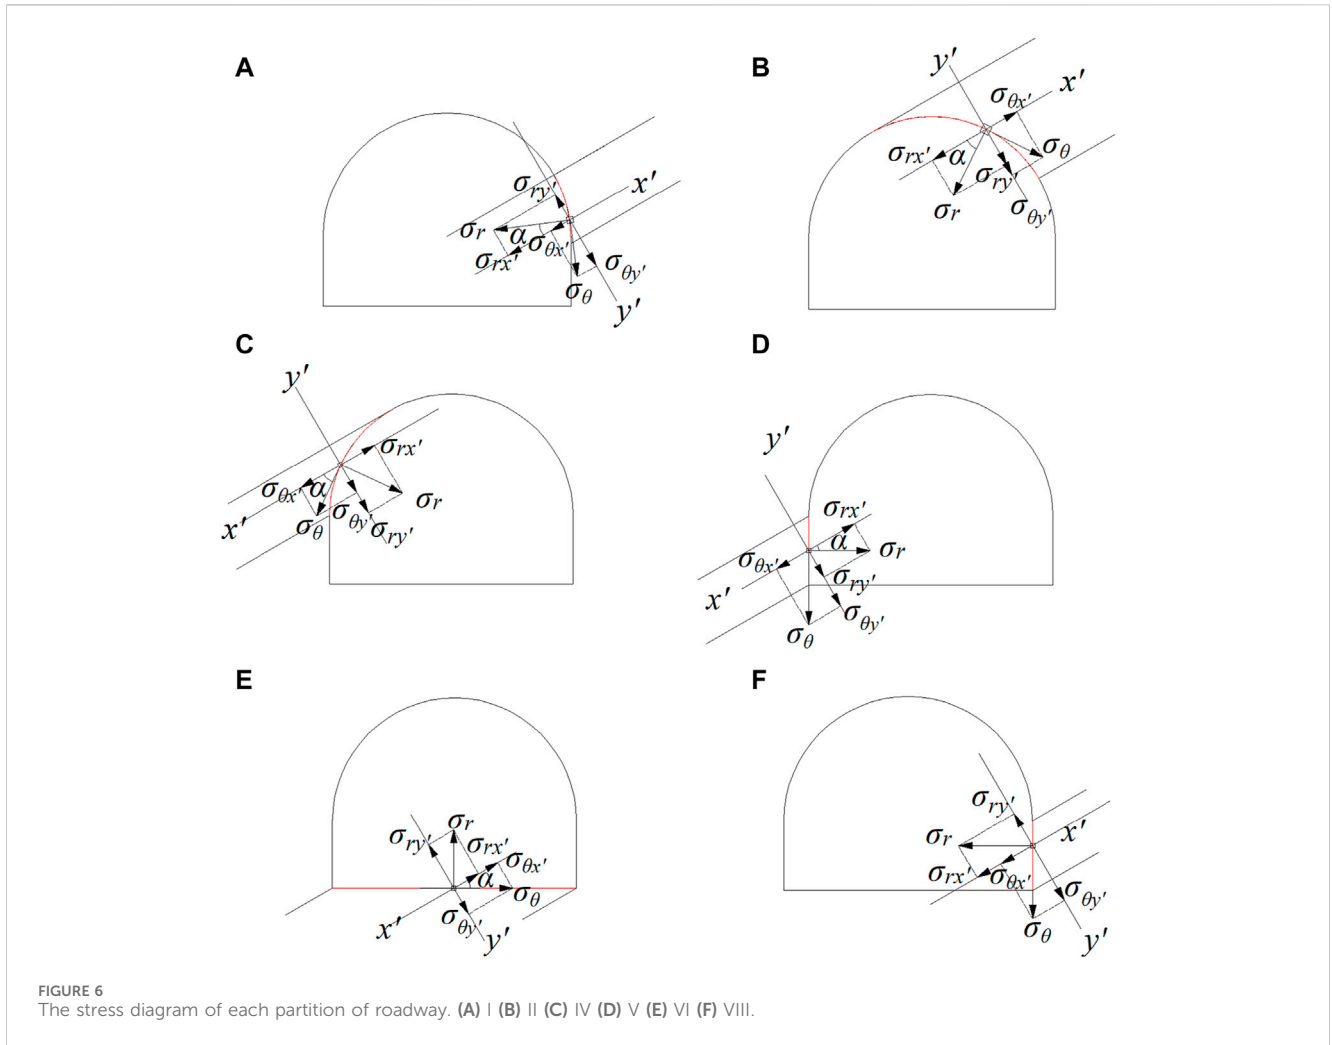 A
σry′
x′
σr
α
σθx′
σrx′
σθy′
σθ
y′
B
y′
x′
σθx′
σrx′
α
σθ
σry′
σr
σθy′
C
y′
σrx′
σθx′
α
σr
σθy′
x′
σθ
σry′
D
y′
σrx′
α
σr
σθx′
σry′
x′
σθy′
σθ
E
σr
σry′
σrx′
σθx′
α
σθ
x′
σθy′
y′
F
σry′
x′
σr
σrx′
σθx′
σθy′
σθ
y′
FIGURE 6
The stress diagram of each partition of roadway. (A) I (B) II (C) IV (D) V (E) VI (F) VIII.